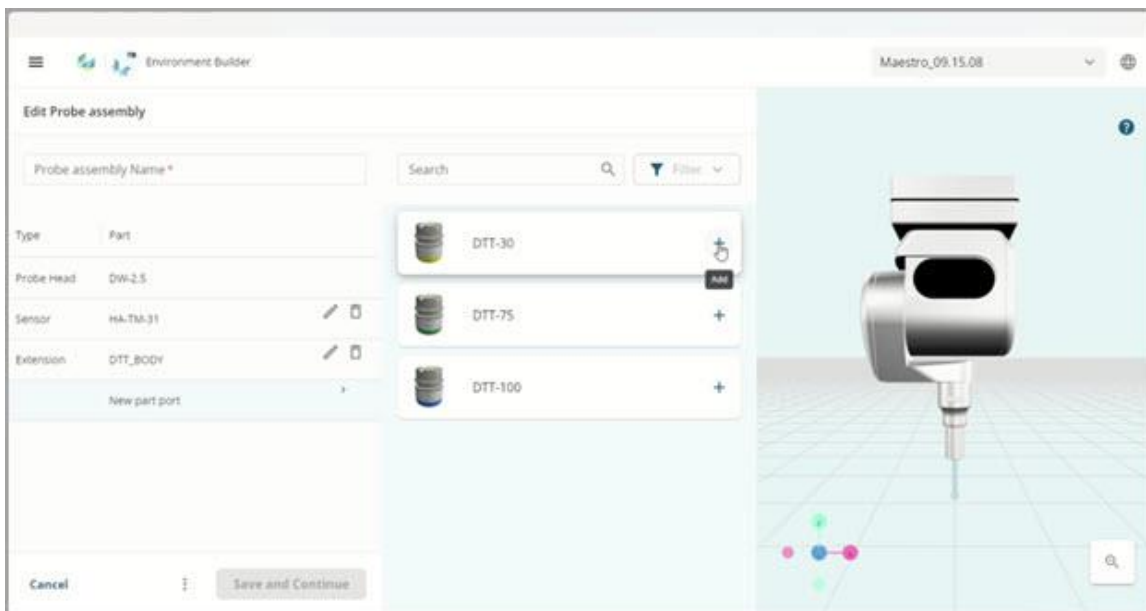 Environment Builder
Maestro_09.15.08
Edit Probe assembly
Probe assembly Name *
Search
Filter
Type Part
Probe Head DW-2.5
Sensor HA-TM-31
Extension DTT_BODY
New part port
DTT-30
Add
DTT-75
DTT-100
Cancel
Save and Continue